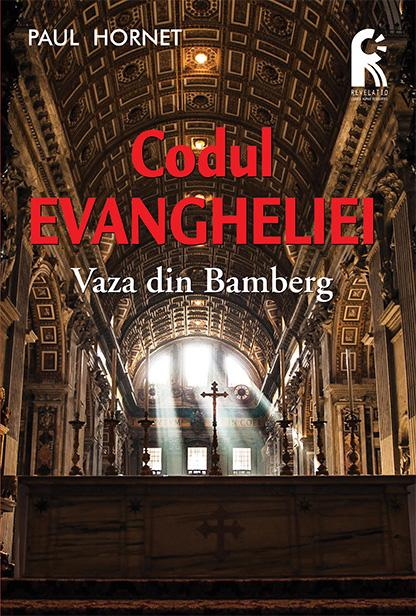 PAUL HORNET
REVELATIO
Codul
EVANGHELIEI
Vaza din Bamberg